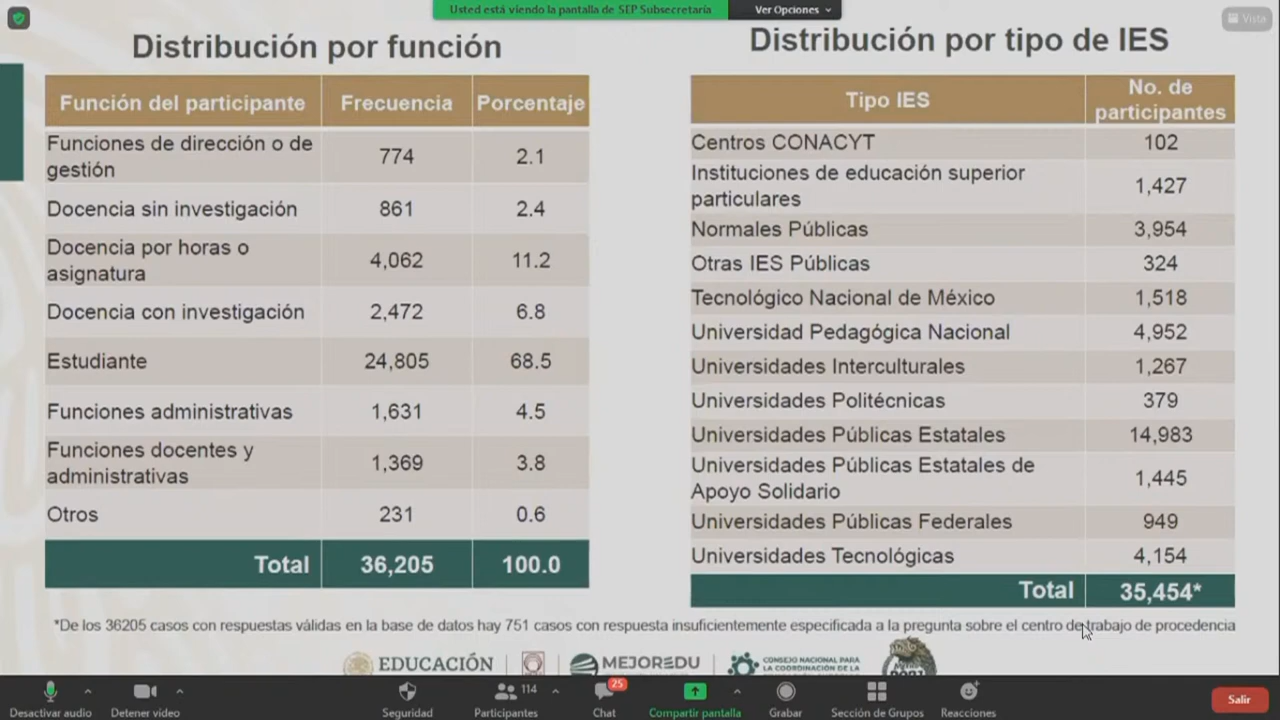 Usted está viendo la pantalla de SEP Subsecretaría
Ver Opciones
Vista
Distribución por función
Función del participante Frecuencia Porcentaje
Funciones de dirección o de
gestión 774 2.1
Docencia sin investigación 861 2.4
Docencia por horas o
asignatura 4,062 11.2
Docencia con investigación 2,472 6.8
Estudiante 24,805 68.5
Funciones administrativas 1,631 4.5
Funciones docentes y
administrativas 1,369 3.8
Otros 231 0.6
Total 36,205 100.0
Distribución por tipo de IES
Tipo IES No. de
participantes
Centros CONACYT 102
Instituciones de educación superior
particulares 1,427
Normales Públicas 3,954
Otras IES Públicas 324
Tecnológico Nacional de México 1,518
Universidad Pedagógica Nacional 4,952
Universidades Interculturales 1,267
Universidades Politécnicas 379
Universidades Públicas Estatales 14,983
Universidades Públicas Estatales de
Apoyo Solidario 1,445
Universidades Públicas Federales 949
Universidades Tecnológicas 4,154
Total 35,454*
*De los 36205 casos con respuestas válidas en la base de datos hay 751 casos con respuesta insuficientemente especificada a la pregunta sobre el centro de trabajo de procedencia
EDUCACIÓN
MEJOREDU
CONSEJO NACIONAL PARA
LA COORDINACIÓN DE LA
114
25
Desactivar audio
Detener video
Seguridad
Participantes
Chat
Compartir pantalla
Grabar
Sección de Grupos
Reacciones
Salir